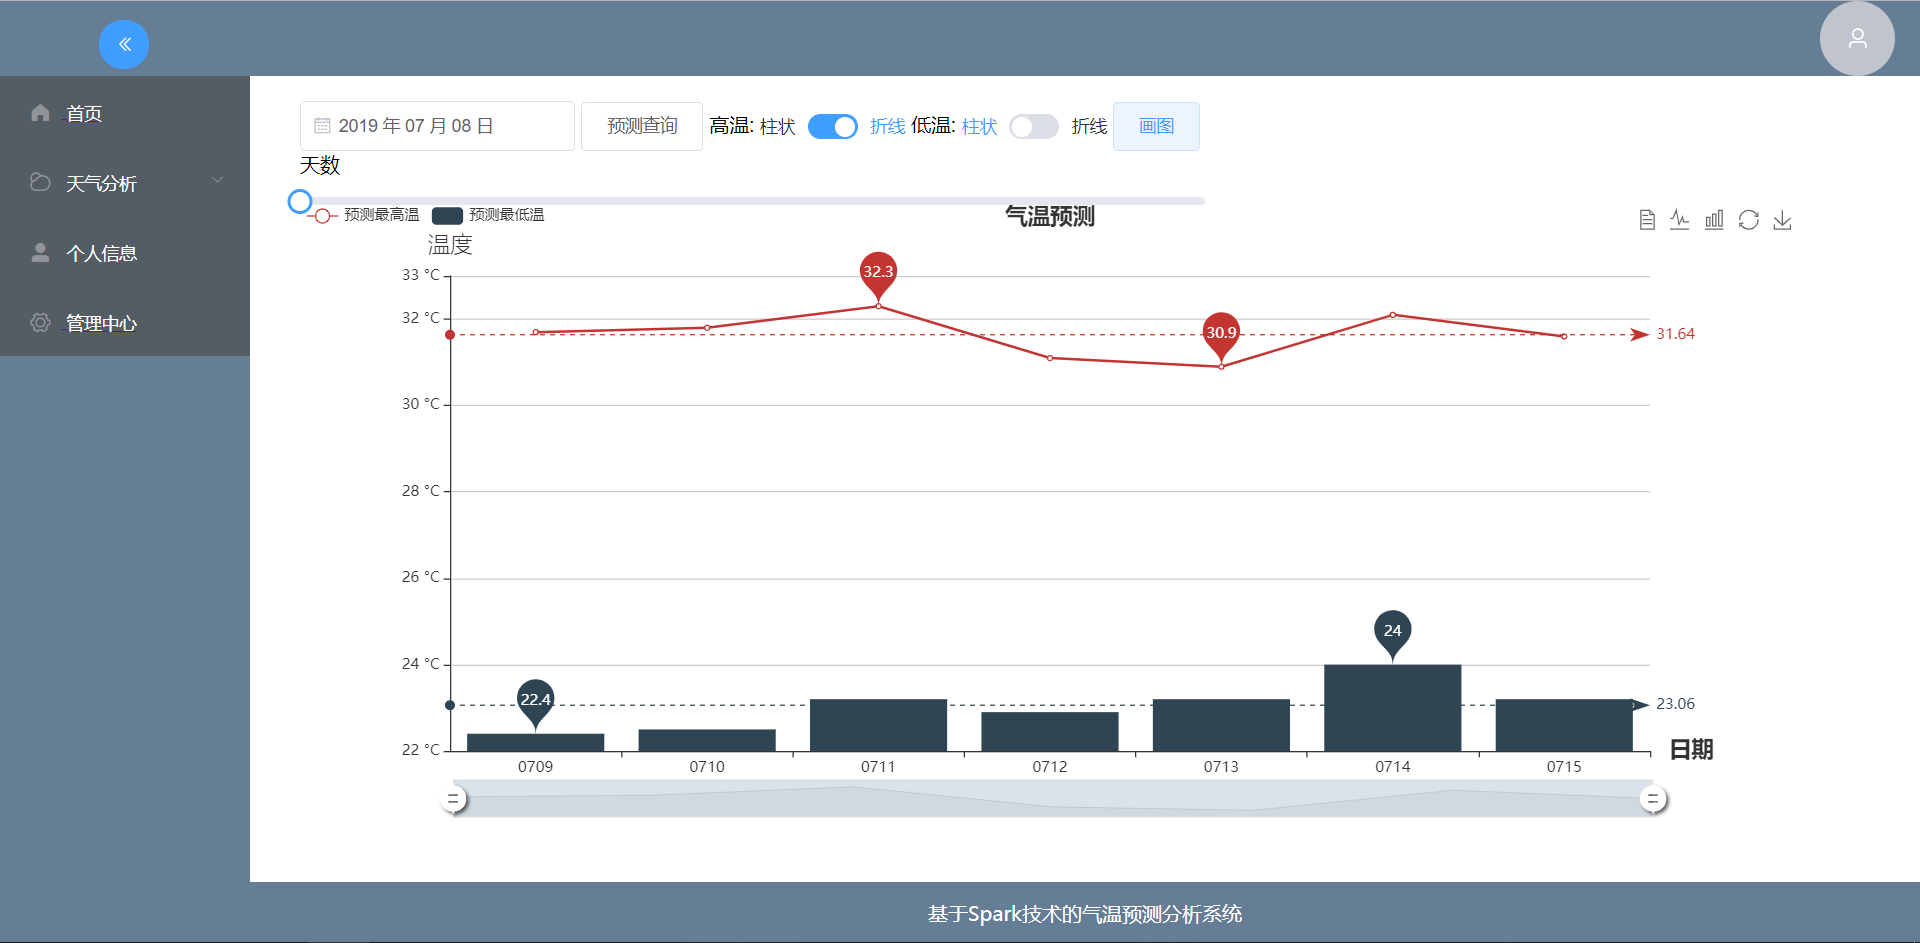 首页
天气分析
个人信息
管理中心
2019 年 07 月 08 日 预测查询 高温: 柱状 折线 低温: 柱状 折线 画图
天数
预测最高温 预测最低温 气温预测
温度
33 °C
32 °C
30 °C
28 °C
26 °C
24 °C
22 °C
32.3
30.9
31.64
24
22.4
23.06
0709 0710 0711 0712 0713 0714 0715
日期
基于Spark技术的气温预测分析系统